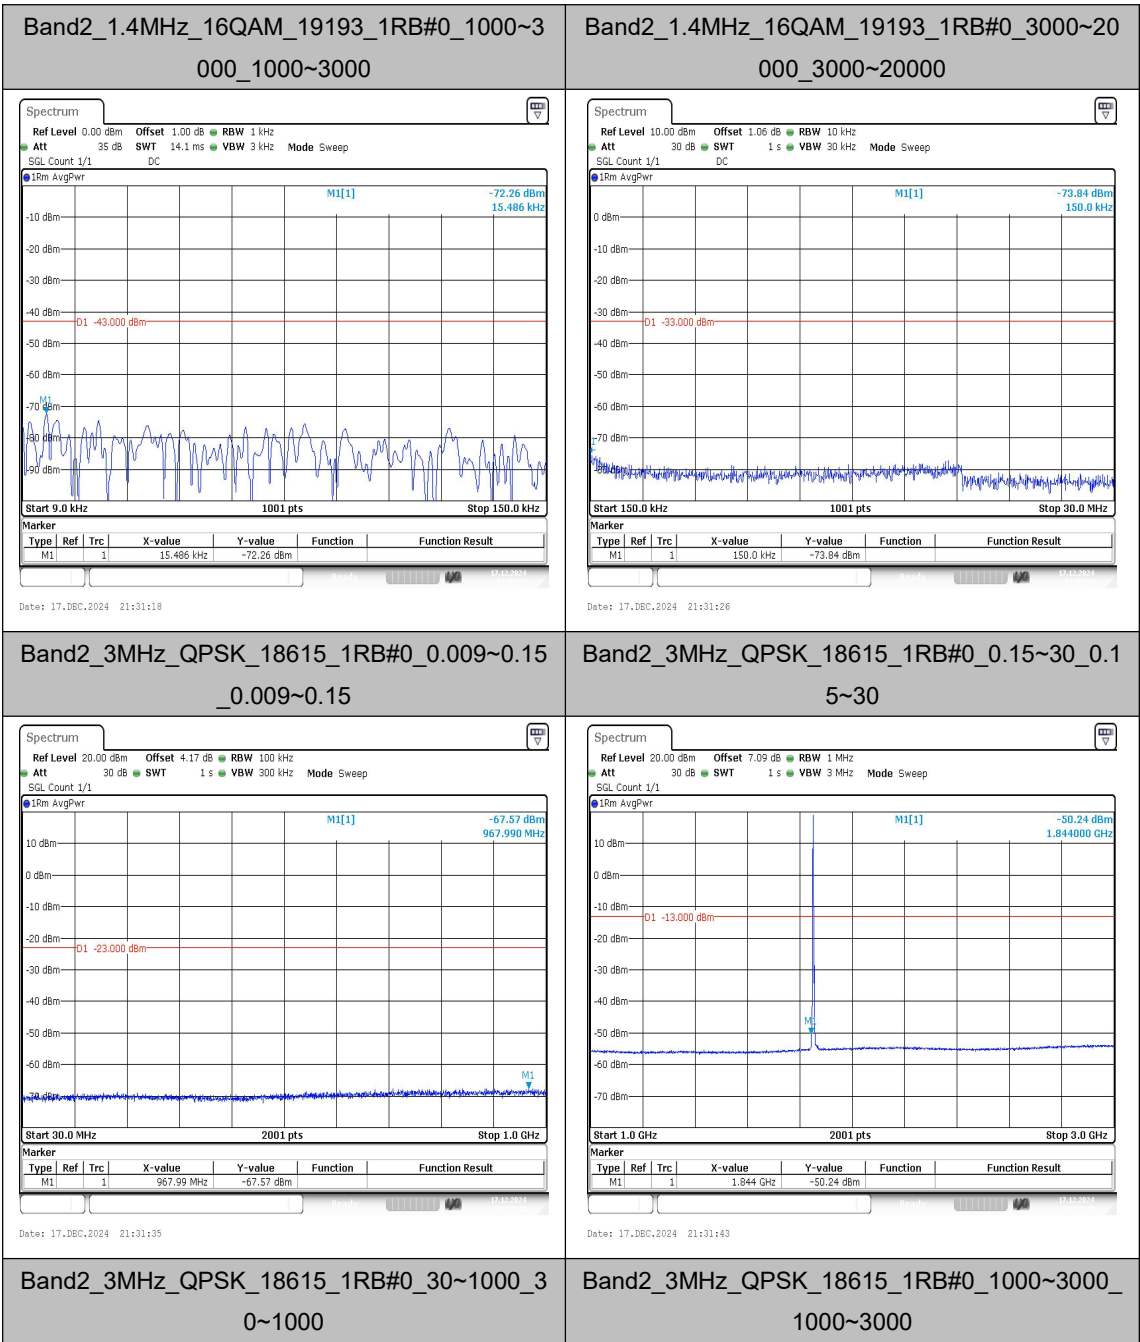 Band2_1.4MHz_16QAM_19193_1RB#0_1000~3
000_1000~3000
Band2_1.4MHz_16QAM_19193_1RB#0_3000~20
000_3000~20000
Spectrum
Ref Level 0.00 dBm Offset 1.00 dB RBW 1 kHz
Att 35 dB SWT 14.1 ms VBW 3 kHz Mode Sweep
SGL Count 1/1 DC
1Rm AvgPwr
M1[1] -72.26 dBm
15.486 kHz
-10 dBm
-20 dBm
-30 dBm
-40 dBm
D1 -43.000 dBm
-50 dBm
-60 dBm
M1
-70 dBm
-80 dBm
-90 dBm
Start 9.0 kHz 1001 pts Stop 150.0 kHz
Marker
Type Ref Trc X-value Y-value Function Function Result
M1 1 15.486 kHz -72.26 dBm
17.12.2024
Date: 17.DEC.2024 21:31:18
Spectrum
Ref Level 10.00 dBm Offset 1.06 dB RBW 10 kHz
Att 30 dB SWT 1 s VBW 30 kHz Mode Sweep
SGL Count 1/1 DC
1Rm AvgPwr
M1[1] -73.84 dBm
150.0 kHz
0 dBm
-10 dBm
-20 dBm
-30 dBm
D1 -33.000 dBm
-40 dBm
-50 dBm
-60 dBm
-70 dBm
-80 dBm
Start 150.0 kHz 1001 pts Stop 30.0 MHz
Marker
Type Ref Trc X-value Y-value Function Function Result
M1 1 150.0 kHz -73.84 dBm
17.12.2024
Date: 17.DEC.2024 21:31:26
Band2_3MHz_QPSK_18615_1RB#0_0.009~0.15
_0.009~0.15
Band2_3MHz_QPSK_18615_1RB#0_0.15~30_0.1
5~30
Spectrum
Ref Level 20.00 dBm Offset 4.17 dB RBW 100 kHz
Att 30 dB SWT 1 s VBW 300 kHz Mode Sweep
SGL Count 1/1
1Rm AvgPwr
M1[1] -67.57 dBm
967.990 MHz
10 dBm
0 dBm
-10 dBm
-20 dBm
D1 -23.000 dBm
-30 dBm
-40 dBm
-50 dBm
-60 dBm
M1
-70 dBm
Start 30.0 MHz 2001 pts Stop 1.0 GHz
Marker
Type Ref Trc X-value Y-value Function Function Result
M1 1 967.99 MHz -67.57 dBm
17.12.2024
Date: 17.DEC.2024 21:31:35
Spectrum
Ref Level 20.00 dBm Offset 7.09 dB RBW 1 MHz
Att 30 dB SWT 1 s VBW 3 MHz Mode Sweep
SGL Count 1/1
1Rm AvgPwr
M1[1] -50.24 dBm
1.844000 GHz
10 dBm
0 dBm
-10 dBm
D1 -13.000 dBm
-20 dBm
-30 dBm
-40 dBm
M1
-50 dBm
-60 dBm
-70 dBm
Start 1.0 GHz 2001 pts Stop 3.0 GHz
Marker
Type Ref Trc X-value Y-value Function Function Result
M1 1 1.844 GHz -50.24 dBm
17.12.2024
Date: 17.DEC.2024 21:31:43
Band2_3MHz_QPSK_18615_1RB#0_30~1000_3
0~1000
Band2_3MHz_QPSK_18615_1RB#0_1000~3000_
1000~3000